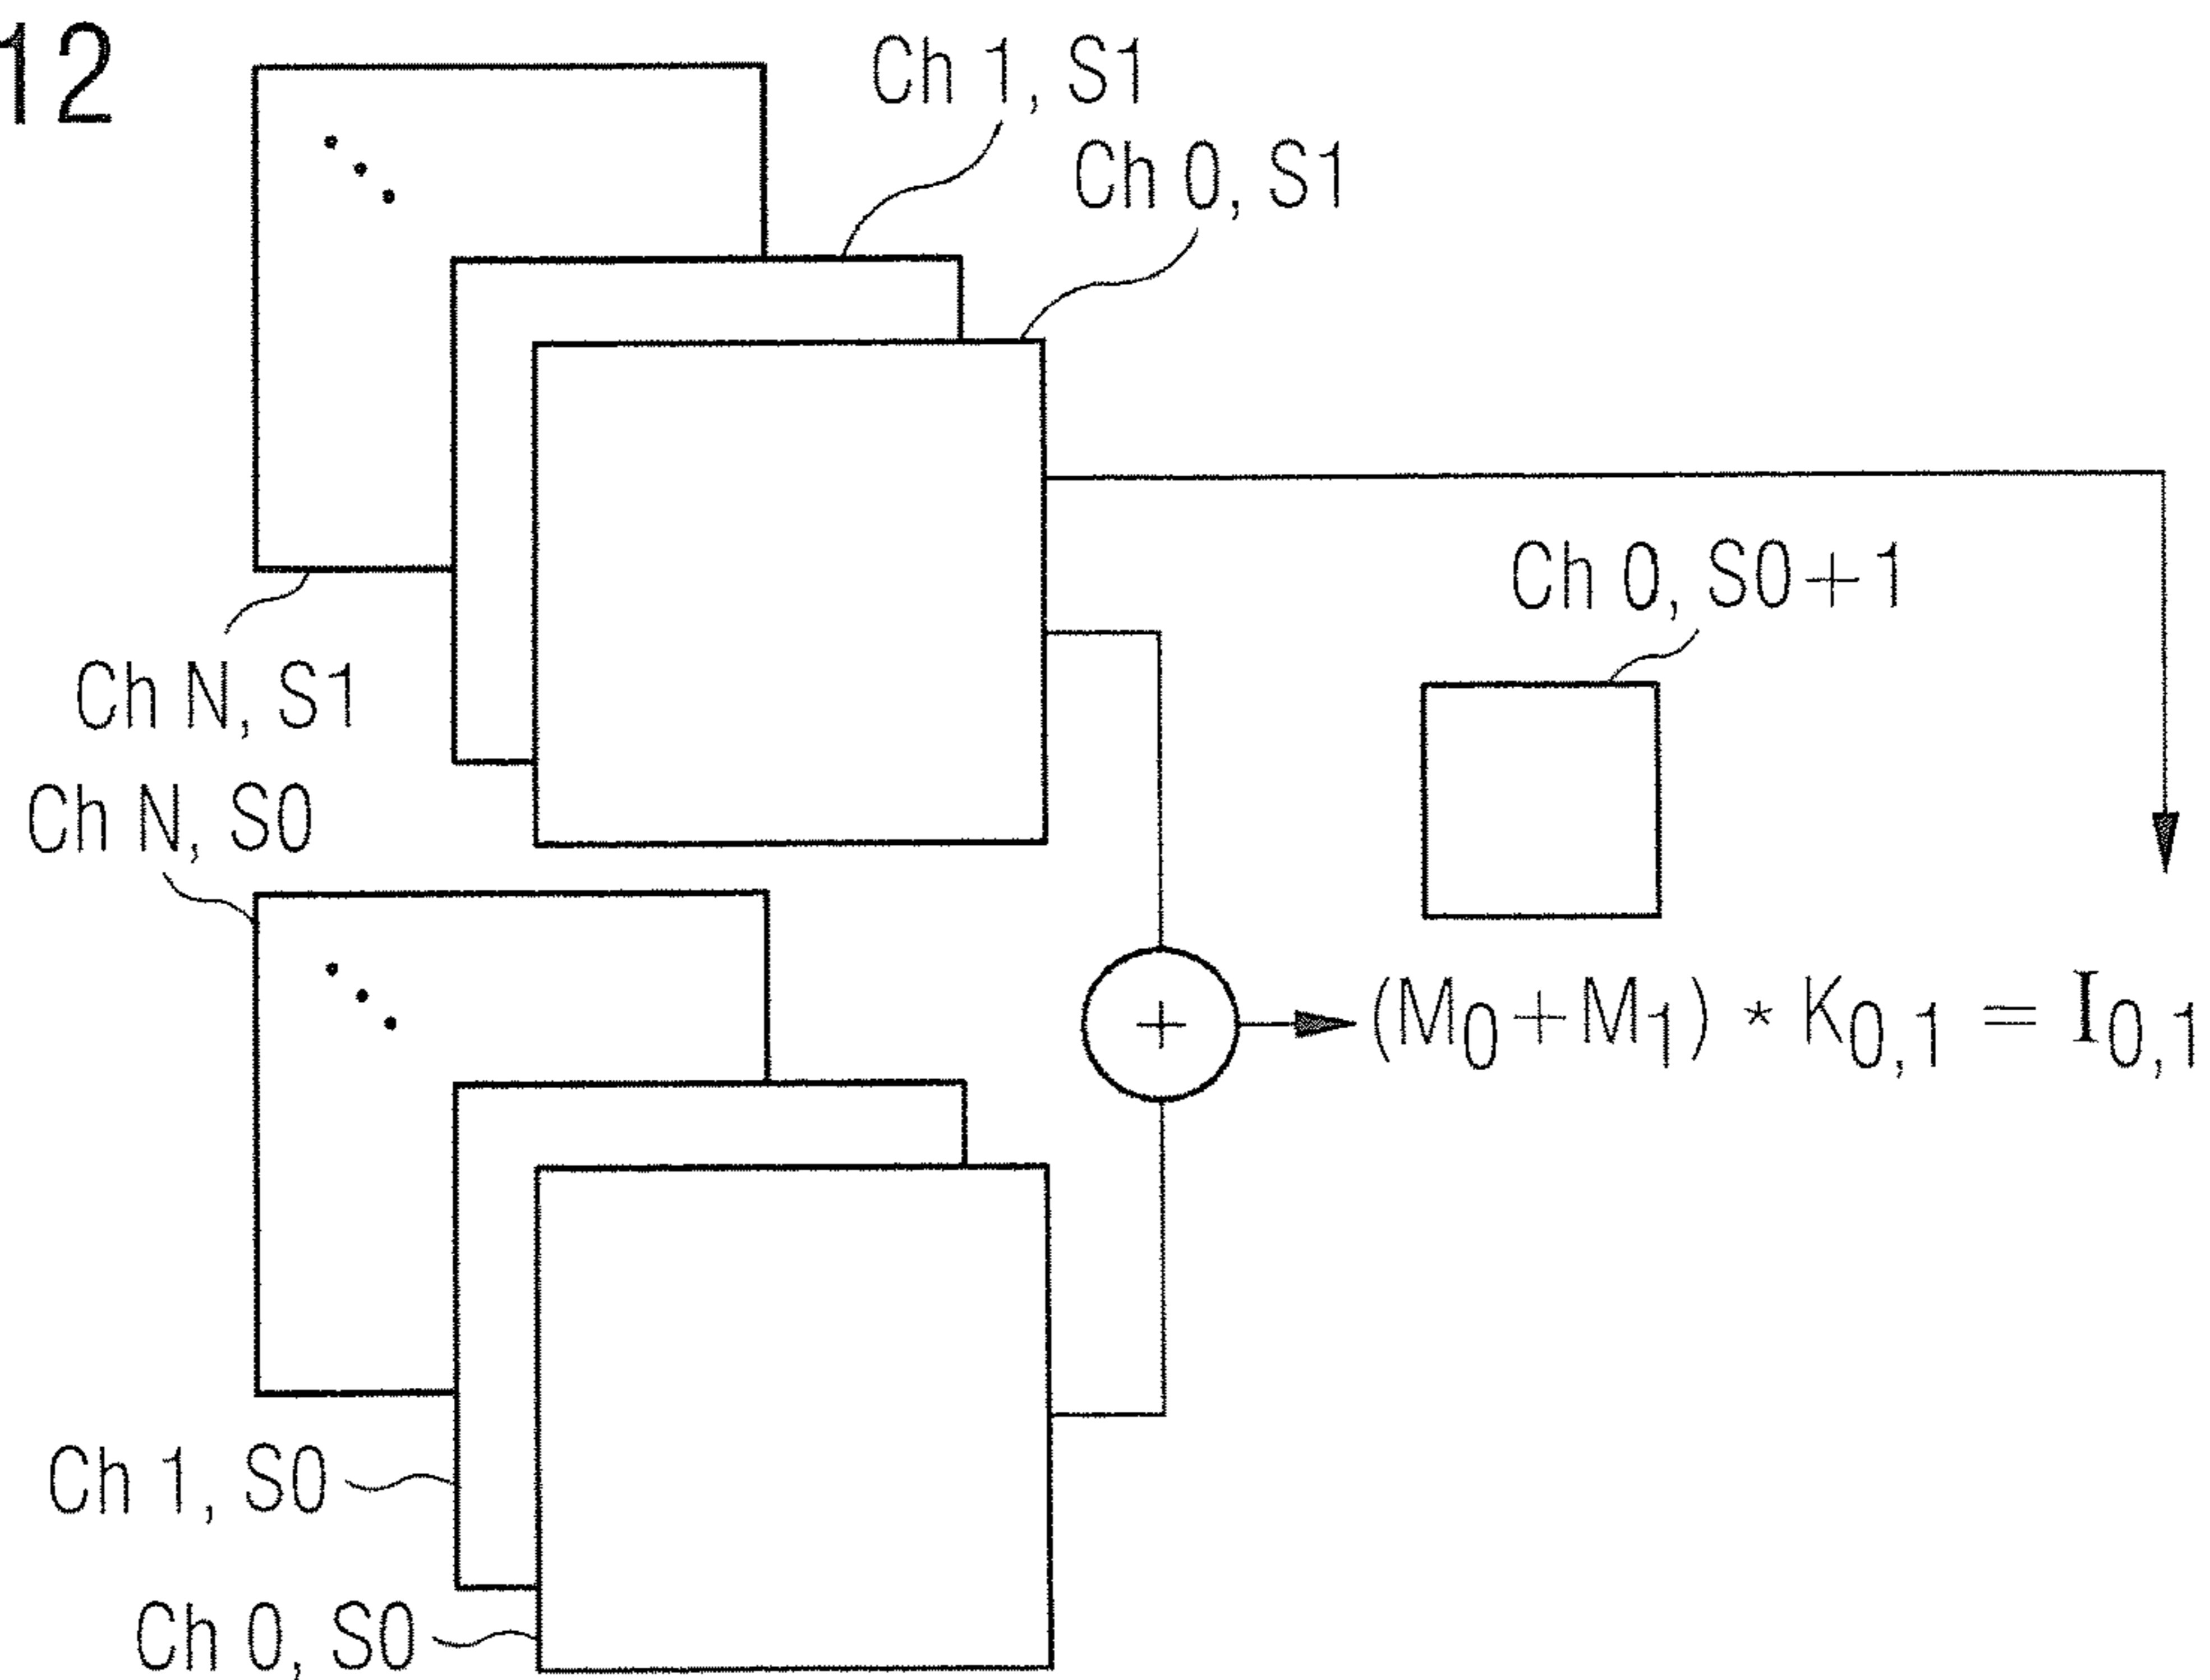 12
Ch 1, S1
Ch 0, S1
Ch 0, S0+1
Ch N, S1
Ch N, S0
+
(M0+M1) * K0,1 = I0,1
Ch 1, S0
Ch 0, S0